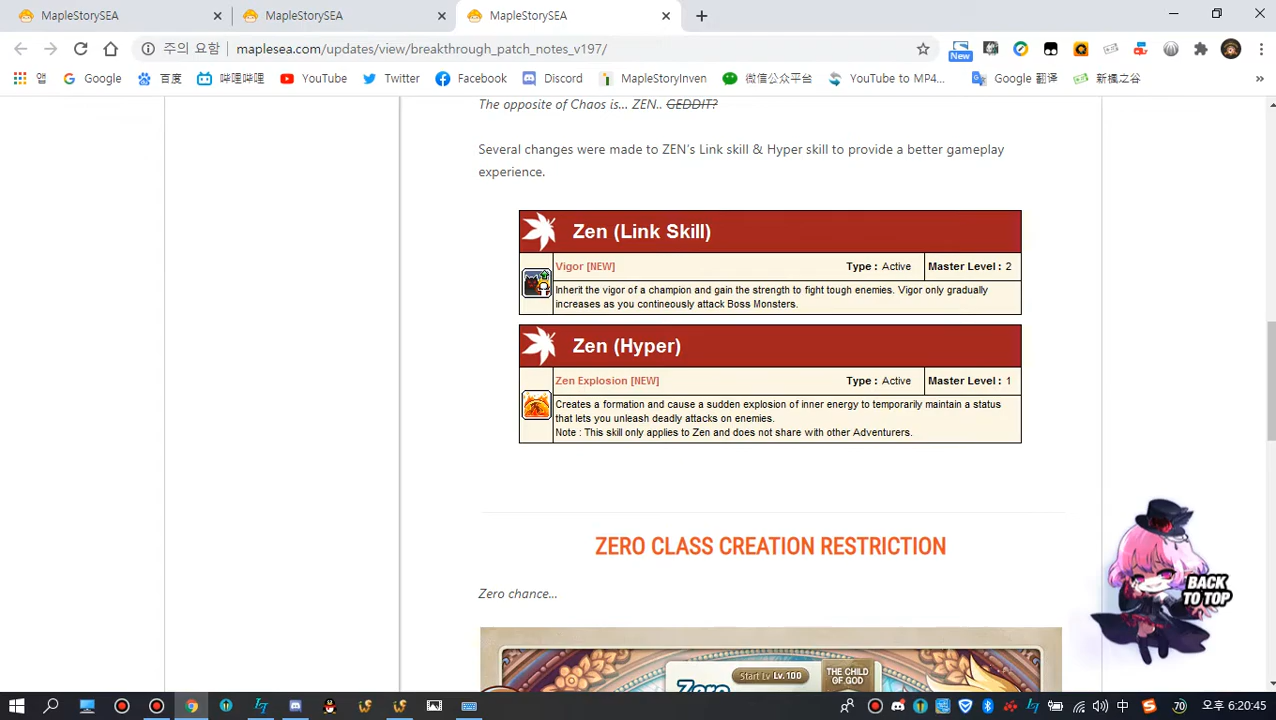 MapleStorySEA
MapleStorySEA
MapleStorySEA
주의 요함
maplesea.com/updates/view/breakthrough_patch_notes_v197/
New
앱
Google
百度
哔哩哔哩
YouTube
Twitter
Facebook
Discord
MapleStoryInven
微信公众平台
YouTube to MP4...
Google 翻译
新楓之谷
»
The opposite of Chaos is... ZEN.. GEDDIT?
Several changes were made to ZEN's Link skill & Hyper skill to provide a better gameplay
experience.
Zen (Link Skill)
Vigor [NEW] Type : Active Master Level : 2
Inherit the vigor of a champion and gain the strength to fight tough enemies. Vigor only gradually
increases as you contineously attack Boss Monsters.
Zen (Hyper)
Zen Explosion [NEW] Type : Active Master Level : 1
Creates a formation and cause a sudden explosion of inner energy to temporarily maintain a status
that lets you unleash deadly attacks on enemies.
Note : This skill only applies to Zen and does not share with other Adventurers.
ZERO CLASS CREATION RESTRICTION
Zero chance...
BACK
TO TOP
Start Lv Lv.100
Zero
THE CHILD
OF GOD
中
오후 6:20:45